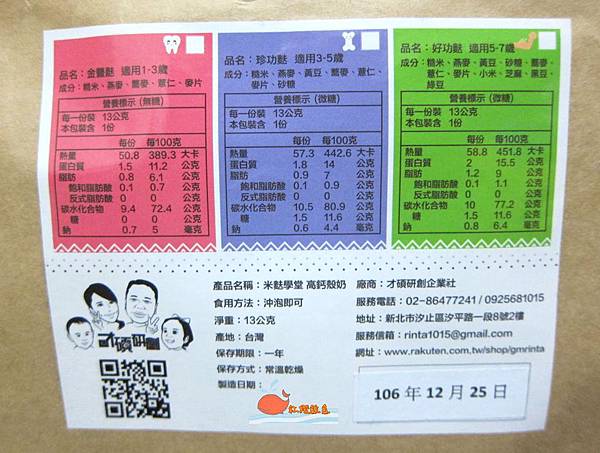 品名：金薑麩 適用1-3歲
成分：糙米、燕麥、蕎麥、薏仁、麥片
營養標示 (無糖)
每一份裝 13公克
本包裝含 1份
每份 每100克
熱量 50.8 389.3 大卡
蛋白質 1.5 11.2 公克
脂肪 0.8 6.1 公克
飽和脂肪酸 0.1 0.7 公克
反式脂肪酸 0 0 公克
碳水化合物 9.4 72.4 公克
糖 0 0 公克
鈉 0.7 5 毫克
品名：珍功麩 適用3-5歲
成分：糙米、燕麥、黃豆、蕎麥、薏仁、
麥片、砂糖
營養標示 (微糖)
每一份裝 13公克
本包裝含 1份
每份 每100克
熱量 57.3 442.6 大卡
蛋白質 1.8 14 公克
脂肪 0.9 7 公克
飽和脂肪酸 0.1 0.9 公克
反式脂肪酸 0 0 公克
碳水化合物 10.5 80.9 公克
糖 1.5 11.6 公克
鈉 0.6 4.4 毫克
品名：好功麩 適用5-7歲
成分：糙米、燕麥、黃豆、砂糖、蕎麥、
薏仁、麥片、小米、芝麻、黑豆、
綠豆
營養標示 (微糖)
每一份裝 13公克
本包裝含 1份
每份 每100克
熱量 58.8 451.8 大卡
蛋白質 2 15.5 公克
脂肪 1.2 9 公克
飽和脂肪酸 0.1 1.1 公克
反式脂肪酸 0 0 公克
碳水化合物 10 77.2 公克
糖 1.5 11.6 公克
鈉 0.8 6.4 毫克
才碩研創
產品名稱：米麩學堂 高鈣殼奶
食用方法：沖泡即可
淨重：13公克
產地：台灣
保存期限：一年
保存方式：常溫乾燥
製造日期：
廠商：才碩研創企業社
服務電話：02-86477241 / 0925681015
地址：新北市汐止區汐平路一段8號2樓
服務信箱：rinta1015@gmail.com
網址：www.rakuten.com.tw/shop/gmrinta
106 年 12 月 25 日